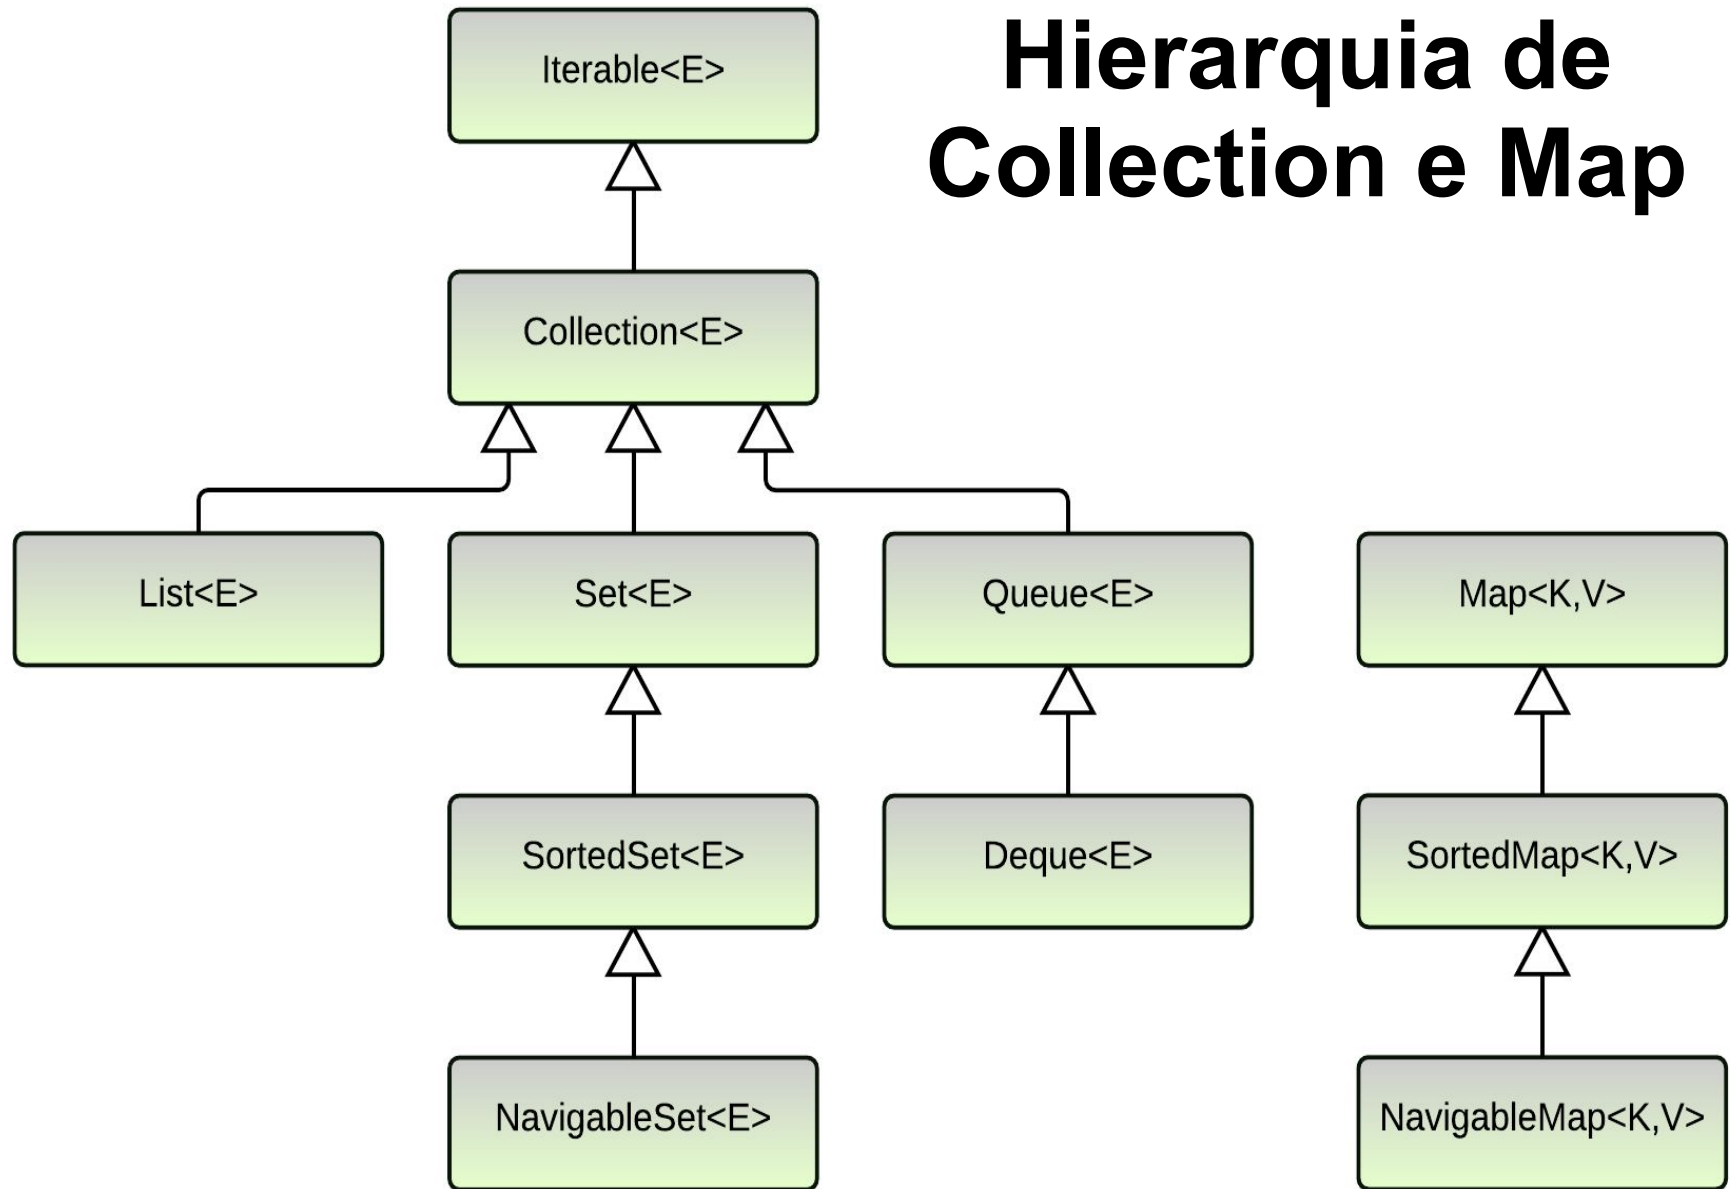 Hierarquia de
Collection e Map
Iterable<E>
Collection<E>
List<E>
Set<E>
Queue<E>
Map<K,V>
SortedSet<E>
Deque<E>
SortedMap<K,V>
NavigableSet<E>
NavigableMap<K,V>